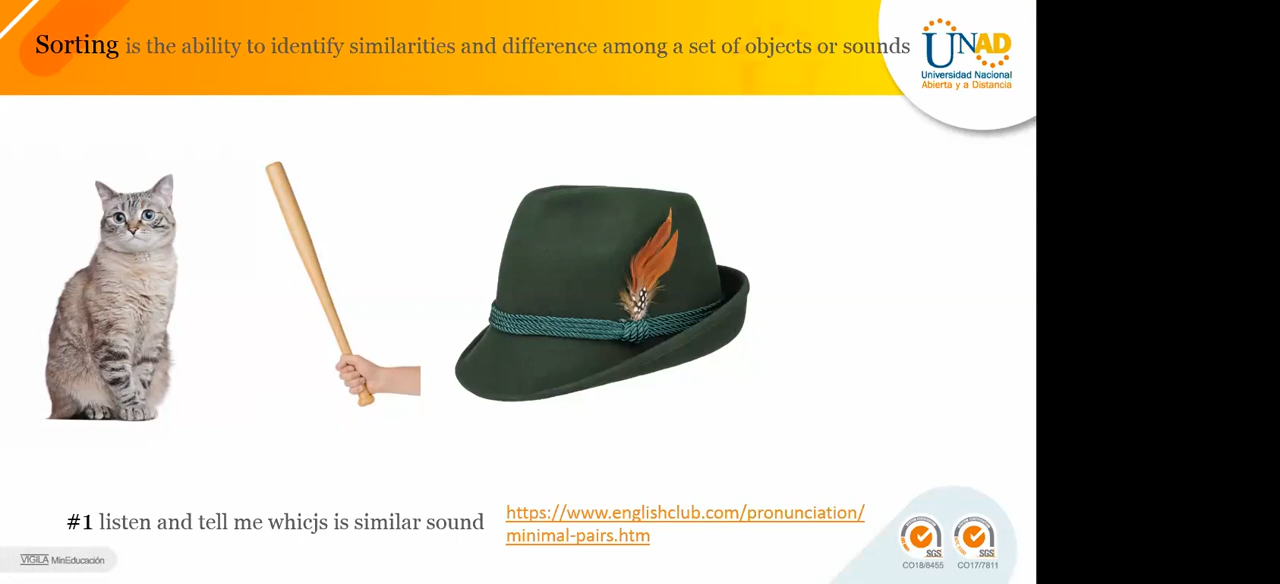 Sorting is the ability to identify similarities and difference among a set of objects or sounds
UNAD
Universidad Nacional
Abierta y a Distancia
#1 listen and tell me whicjs is similar sound
https://www.englishclub.com/pronunciation/
minimal-pairs.htm
VIGILADA MinEducación
SGS SGS
CO18/8455 CO17/7811